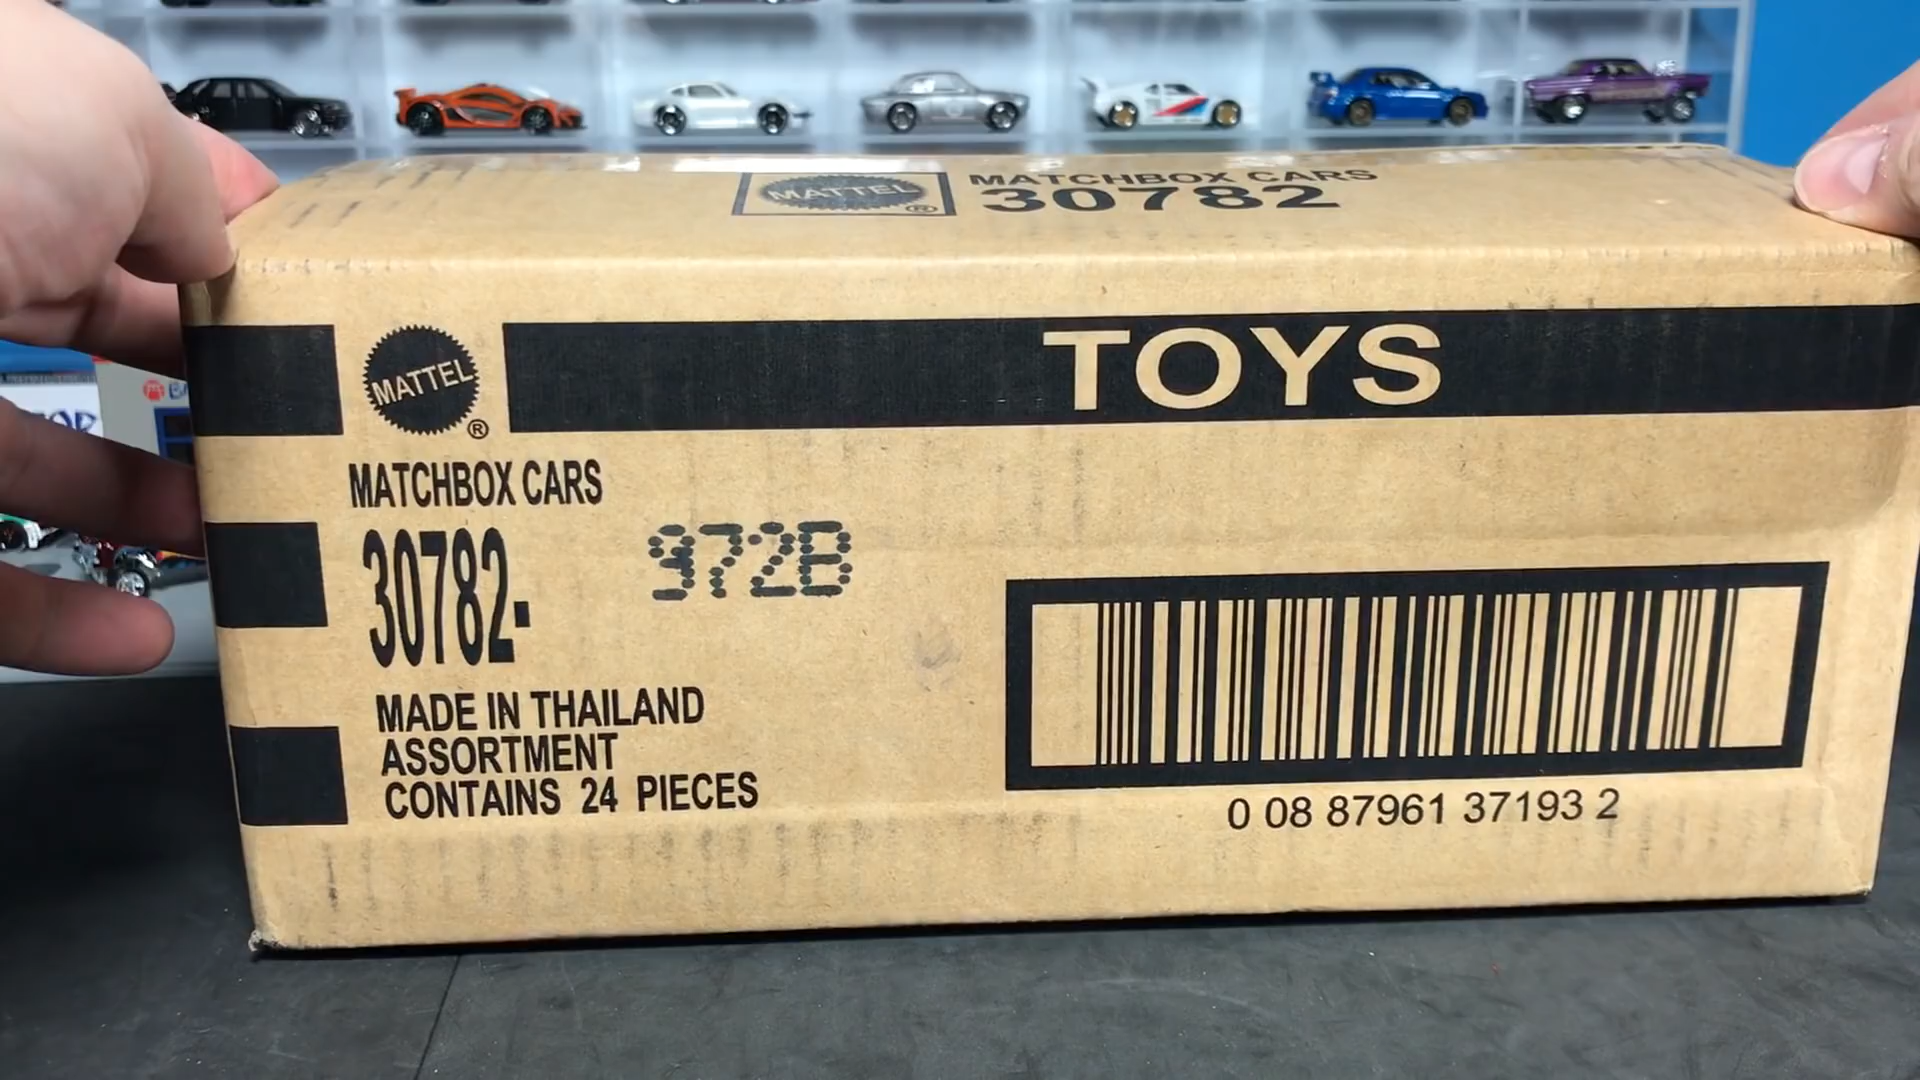 MATTEL
®
MATCHBOX CARS
30782
MATTEL
®
TOYS
MATCHBOX CARS
30782-
972B
MADE IN THAILAND
ASSORTMENT
CONTAINS 24 PIECES
0 08 87961 37193 2